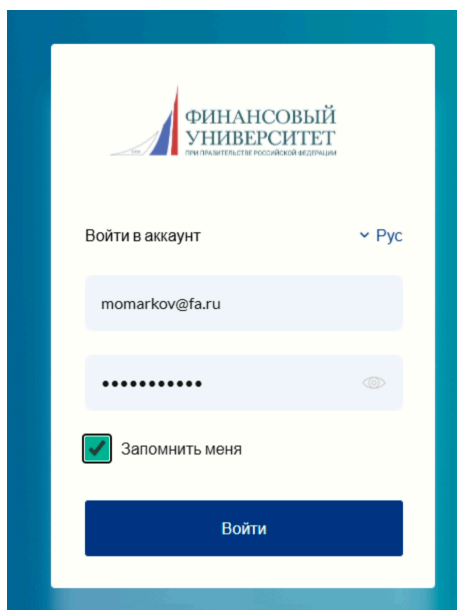 ФИНАНСОВЫЙ
УНИВЕРСИТЕТ
ПРИ ПРАВИТЕЛЬСТВЕ РОССИЙСКОЙ ФЕДЕРАЦИИ
Войти в аккаунт
Рус
momarkov@fa.ru
•••••••••••
Запомнить меня
Войти